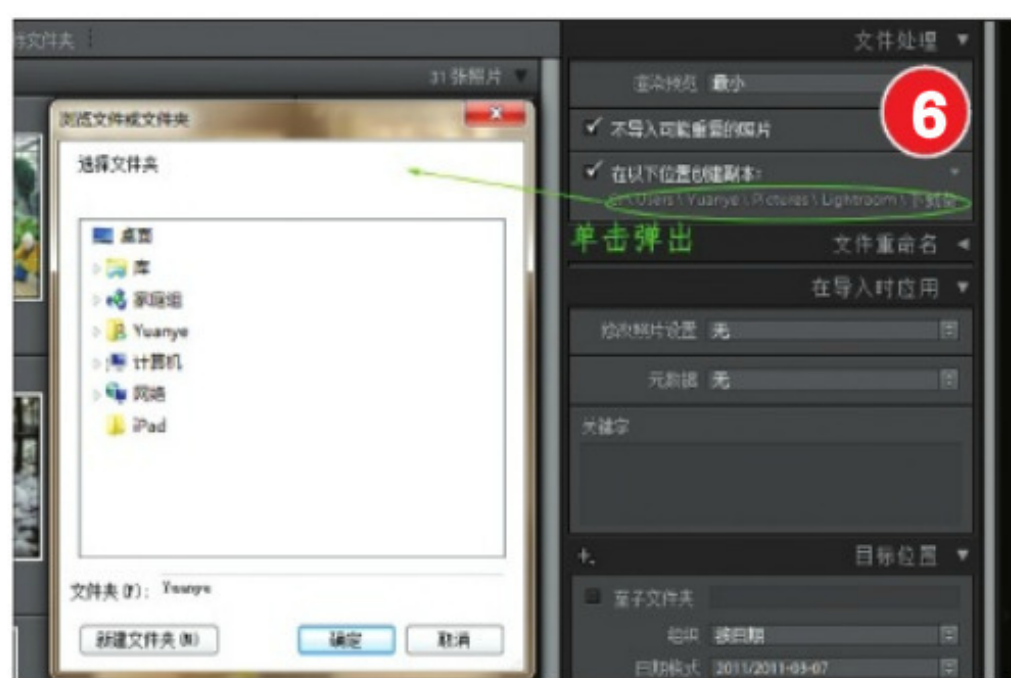 文件夹
31 张照片
浏览文件或文件夹
选择文件夹
桌面
库
家庭组
Yuanye
计算机
网络
iPad
文件夹(F): Yuanye
新建文件夹(N) 确定 取消
文件处理
渲染预览 最小
6
不导入可能重复的照片
在以下位置创建副本:
C:\Users\Yuanye\Pictures\Lightroom\下载夹
单击弹出
文件重命名
在导入时应用
修改照片设置 无
元数据 无
关键字
目标位置
至子文件夹
组织 按日期
日期格式 2011/2011-03-07